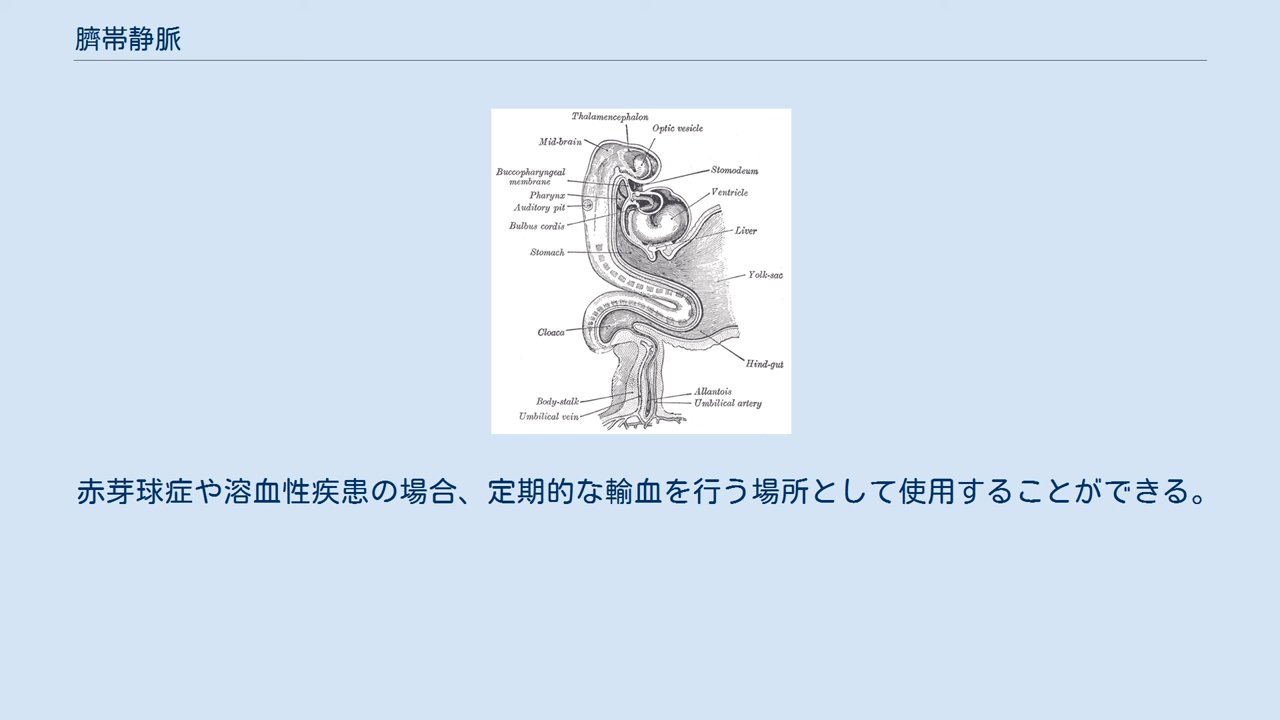 臍帯静脈
Thalamencephalon
Optic vesicle
Mid-brain
Stomodeum
Buccopharyngeal
membrane
Ventricle
Pharynx
Auditory pit
Bulbus cordis
Liver
Stomach
Yolk-sac
Cloaca
Hind-gut
Allantois
Body-stalk
Umbilical artery
Umbilical vein
赤芽球症や溶血性疾患の場合、定期的な輸血を行う場所として使用することができる。